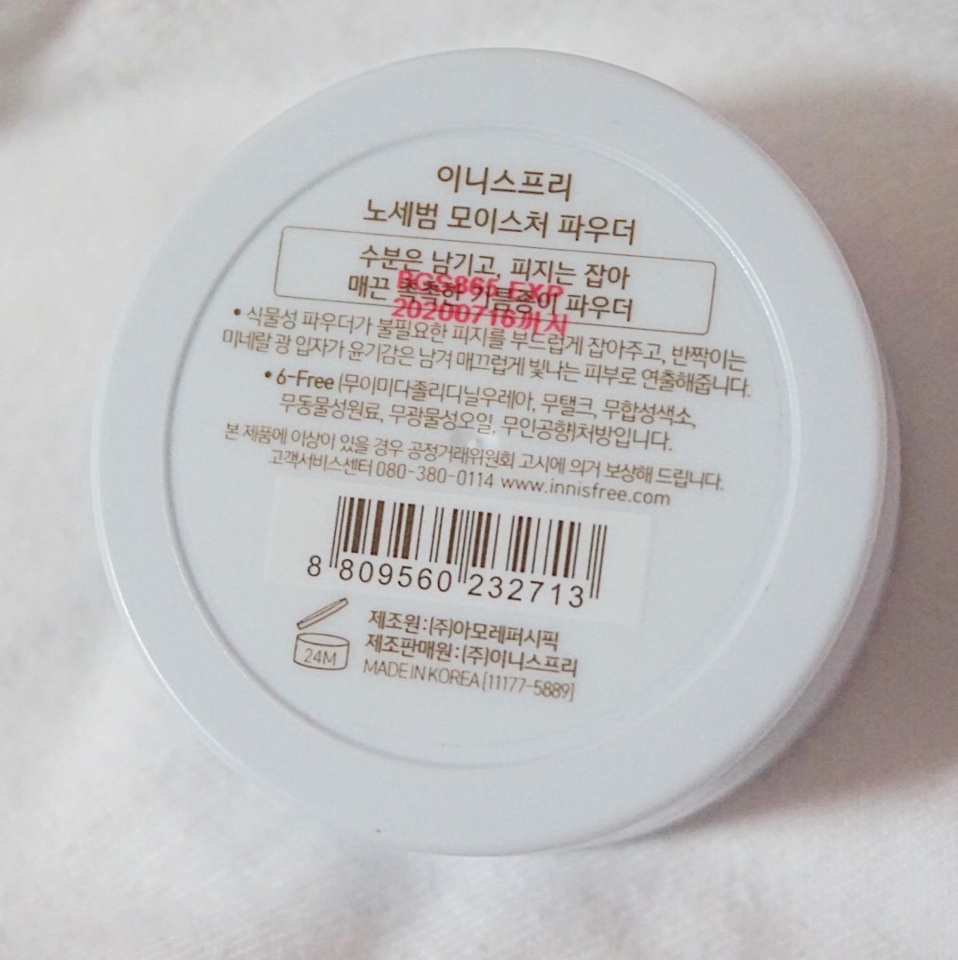 이니스프리
노세범 모이스처 파우더
수분은 남기고, 피지는 잡아
매끈 촉촉한 기름종이 파우더
EXP
20200716까지
• 식물성 파우더가 불필요한 피지를 부드럽게 잡아주고, 반짝이는
미네랄 광 입자가 윤기감은 남겨 매끄럽게 빛나는 피부로 연출해줍니다.
• 6-Free (무이미다졸리디닐우레아, 무탤크, 무합성색소,
무동물성원료, 무광물성오일, 무인공향)처방입니다.
본 제품에 이상이 있을 경우 공정거래위원회 고시에 의거 보상해 드립니다.
고객서비스센터 080-380-0114 www.innisfree.com
8 809560 232713
24M
제조원:(주)아모레퍼시픽
제조판매원:(주)이니스프리
MADE IN KOREA [11177-5889]